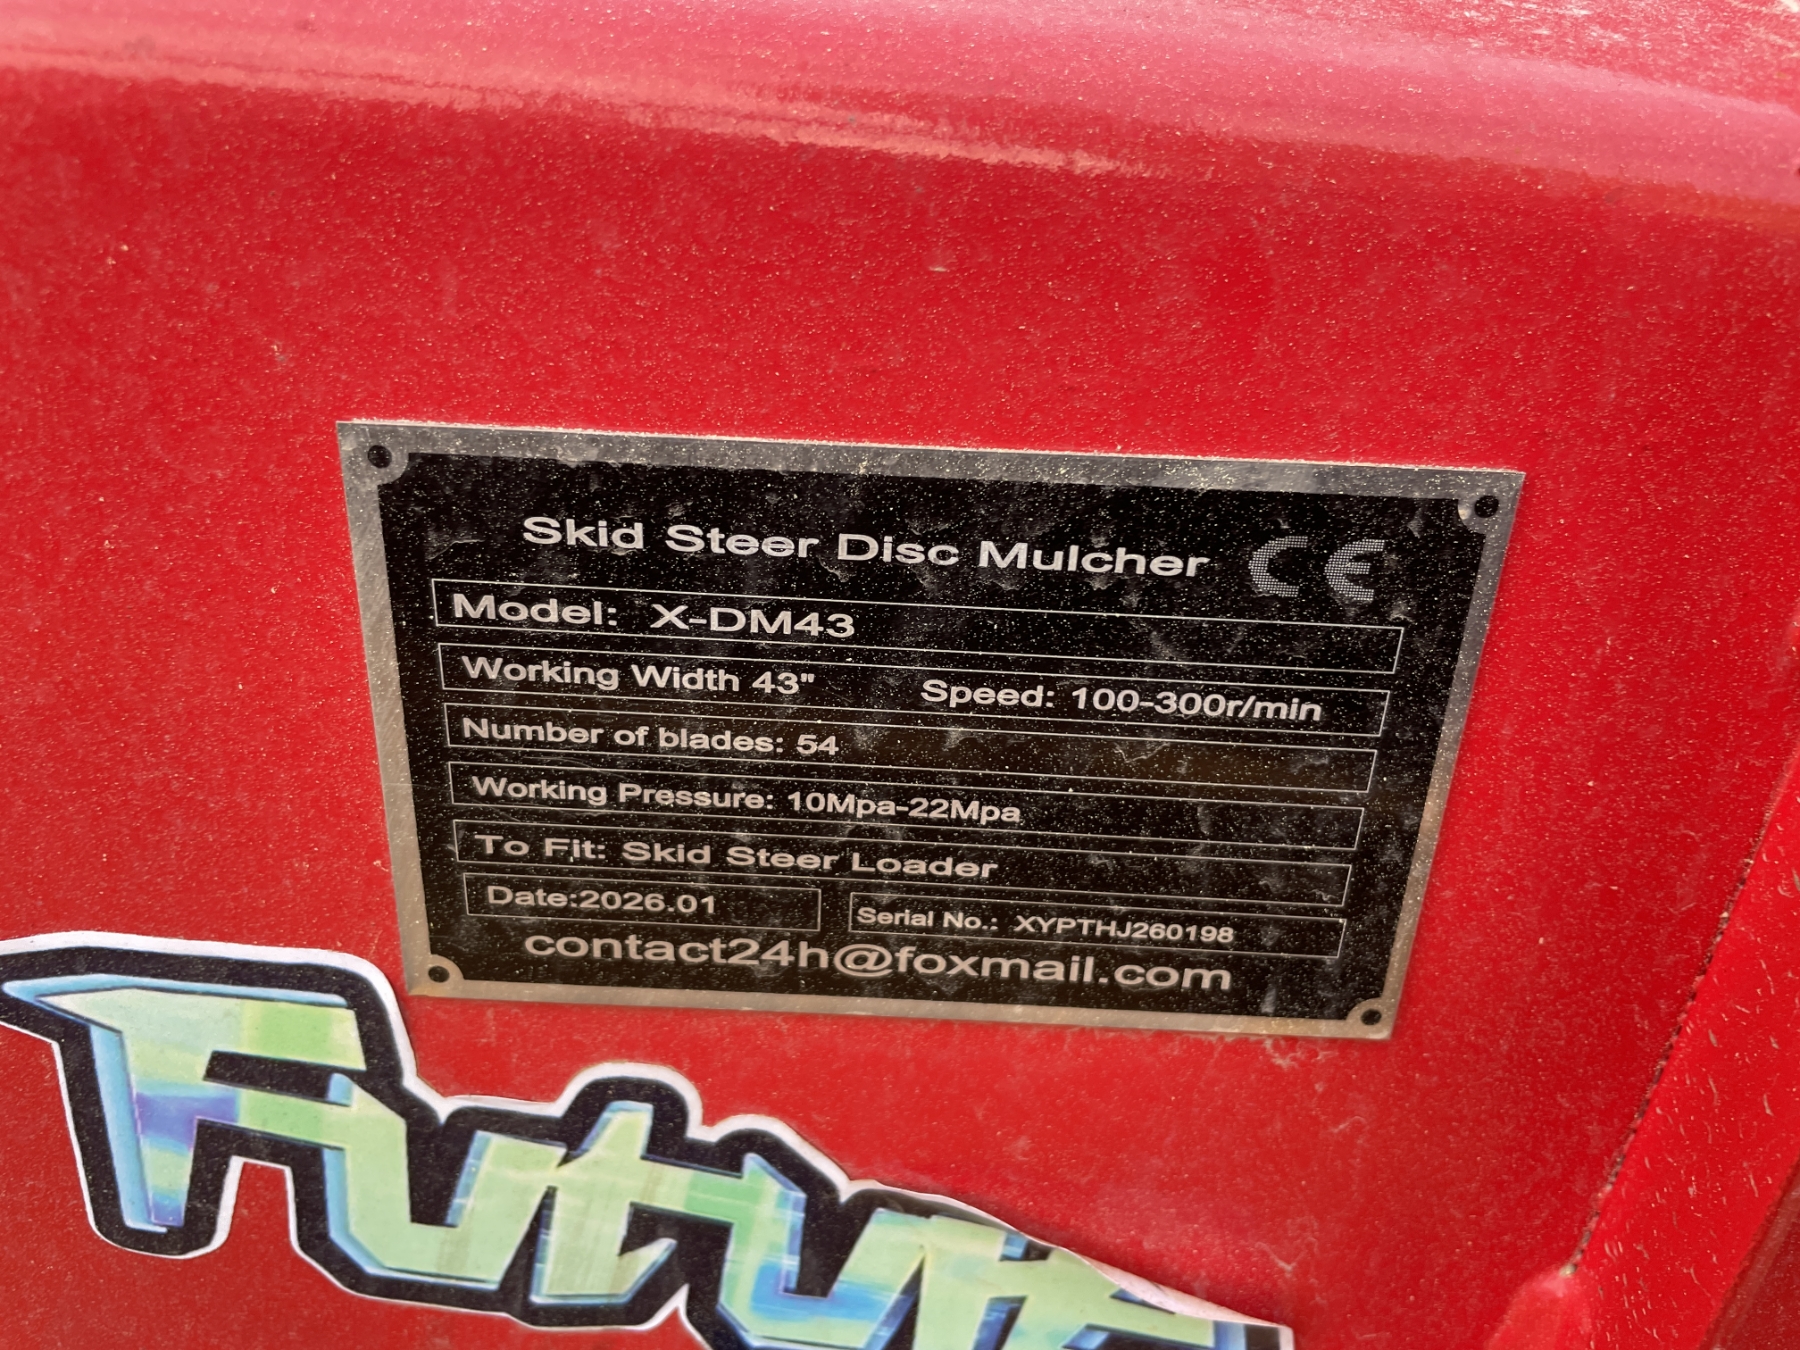 Skid Steer Disc Mulcher CE
Model: X-DM43
Working Width 43" Speed: 100-300r/min
Number of blades: 54
Working Pressure: 10Mpa-22Mpa
To Fit: Skid Steer Loader
Date:2026.01 Serial No.: XYPTHJ260198
contact24h@foxmail.com
Future